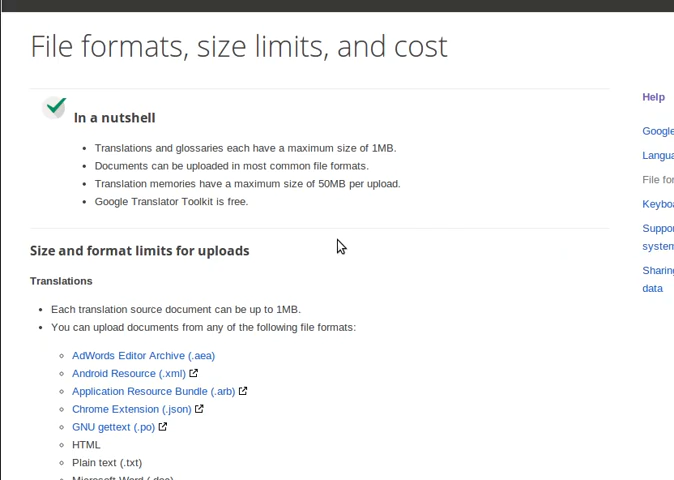 File formats, size limits, and cost
In a nutshell
Translations and glossaries each have a maximum size of 1MB.
Documents can be uploaded in most common file formats.
Translation memories have a maximum size of 50MB per upload.
Google Translator Toolkit is free.
Size and format limits for uploads
Translations
Each translation source document can be up to 1MB.
You can upload documents from any of the following file formats:
AdWords Editor Archive (.aea)
Android Resource (.xml)
Application Resource Bundle (.arb)
Chrome Extension (.json)
GNU gettext (.po)
HTML
Plain text (.txt)
Microsoft Word (.doc)
Help
Google
Langua
File for
Keyboa
Suppor
system
Sharing
data